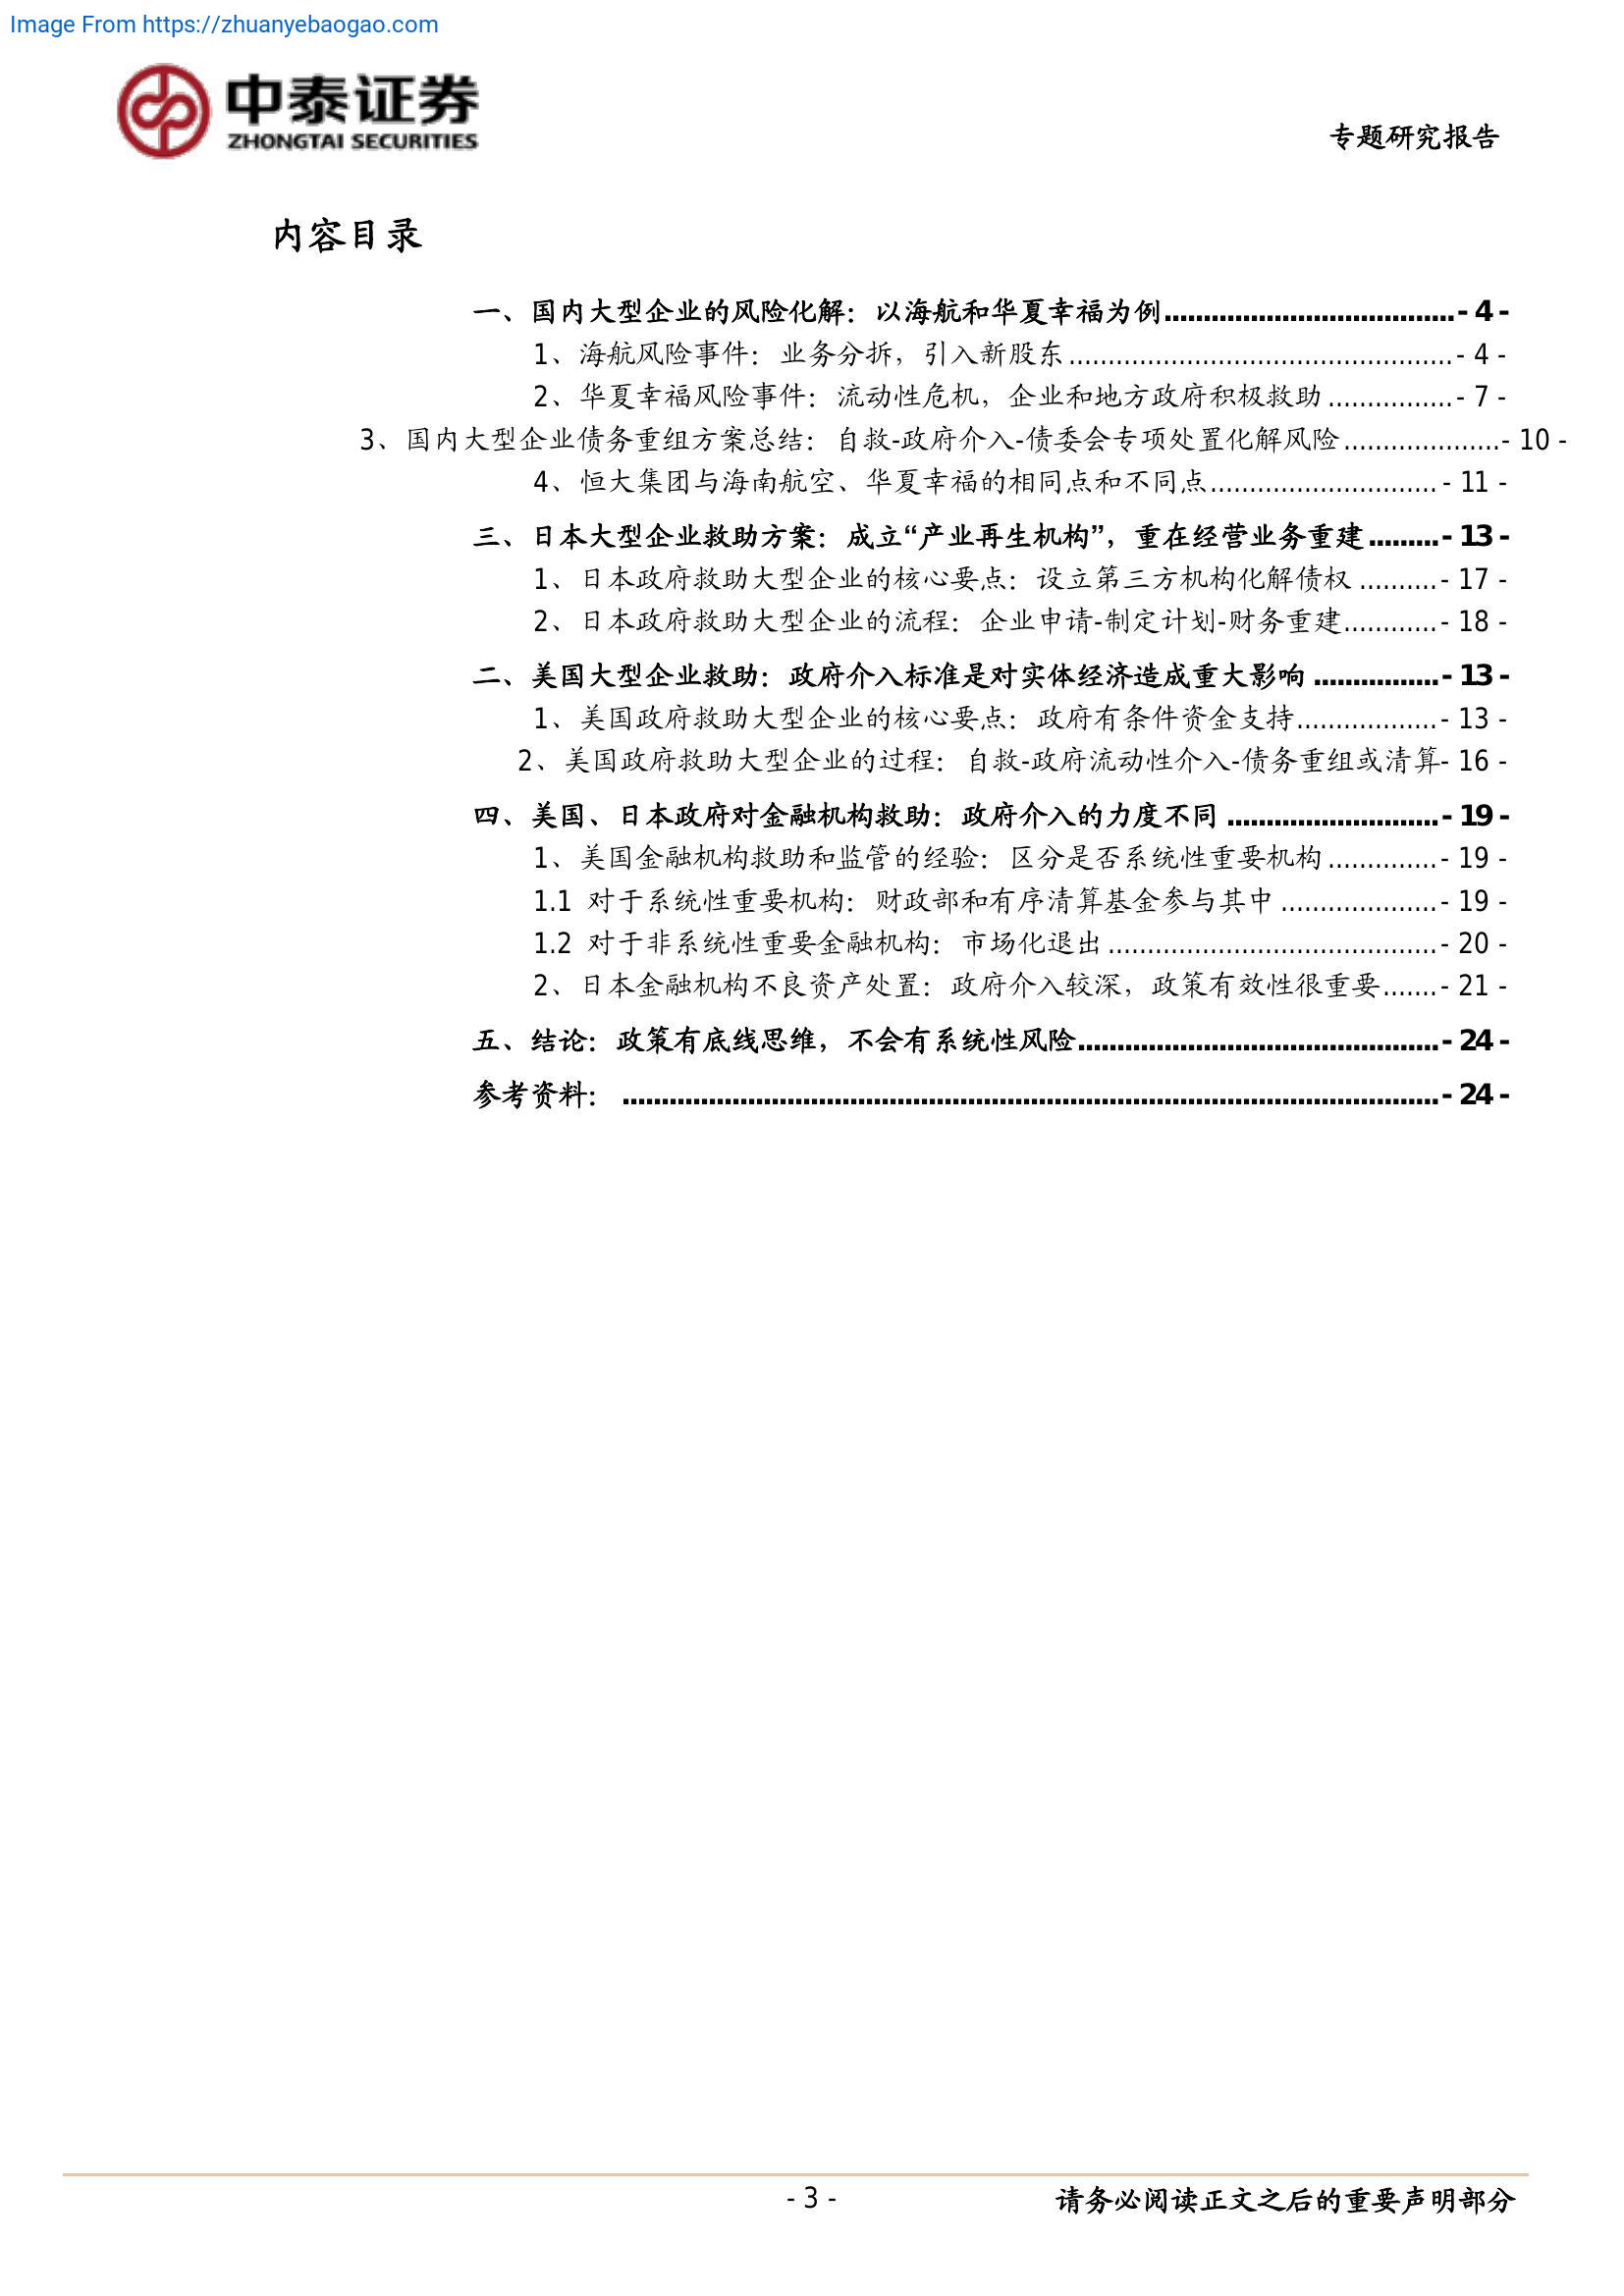 Image From https://zhuanyebaogao.com
中泰证券
ZHONGTAI SECURITIES
专题研究报告
内容目录
一、国内大型企业的风险化解：以海航和华夏幸福为例.....................................- 4 -
1、海航风险事件：业务分拆，引入新股东.................................................- 4 -
2、华夏幸福风险事件：流动性危机，企业和地方政府积极救助................- 7 -
3、国内大型企业债务重组方案总结：自救-政府介入-债委会专项处置化解风险....................- 10 -
4、恒大集团与海南航空、华夏幸福的相同点和不同点.............................- 11 -
三、日本大型企业救助方案：成立“产业再生机构”，重在经营业务重建.........- 13 -
1、日本政府救助大型企业的核心要点：设立第三方机构化解债权..........- 17 -
2、日本政府救助大型企业的流程：企业申请-制定计划-财务重建............- 18 -
二、美国大型企业救助：政府介入标准是对实体经济造成重大影响................- 13 -
1、美国政府救助大型企业的核心要点：政府有条件资金支持..................- 13 -
2、美国政府救助大型企业的过程：自救-政府流动性介入-债务重组或清算- 16 -
四、美国、日本政府对金融机构救助：政府介入的力度不同...........................- 19 -
1、美国金融机构救助和监管的经验：区分是否系统性重要机构..............- 19 -
1.1 对于系统性重要机构：财政部和有序清算基金参与其中....................- 19 -
1.2 对于非系统性重要金融机构：市场化退出..........................................- 20 -
2、日本金融机构不良资产处置：政府介入较深，政策有效性很重要.......- 21 -
五、结论：政策有底线思维，不会有系统性风险..............................................- 24 -
参考资料：........................................................................................................- 24 -
- 3 -
请务必阅读正文之后的重要声明部分